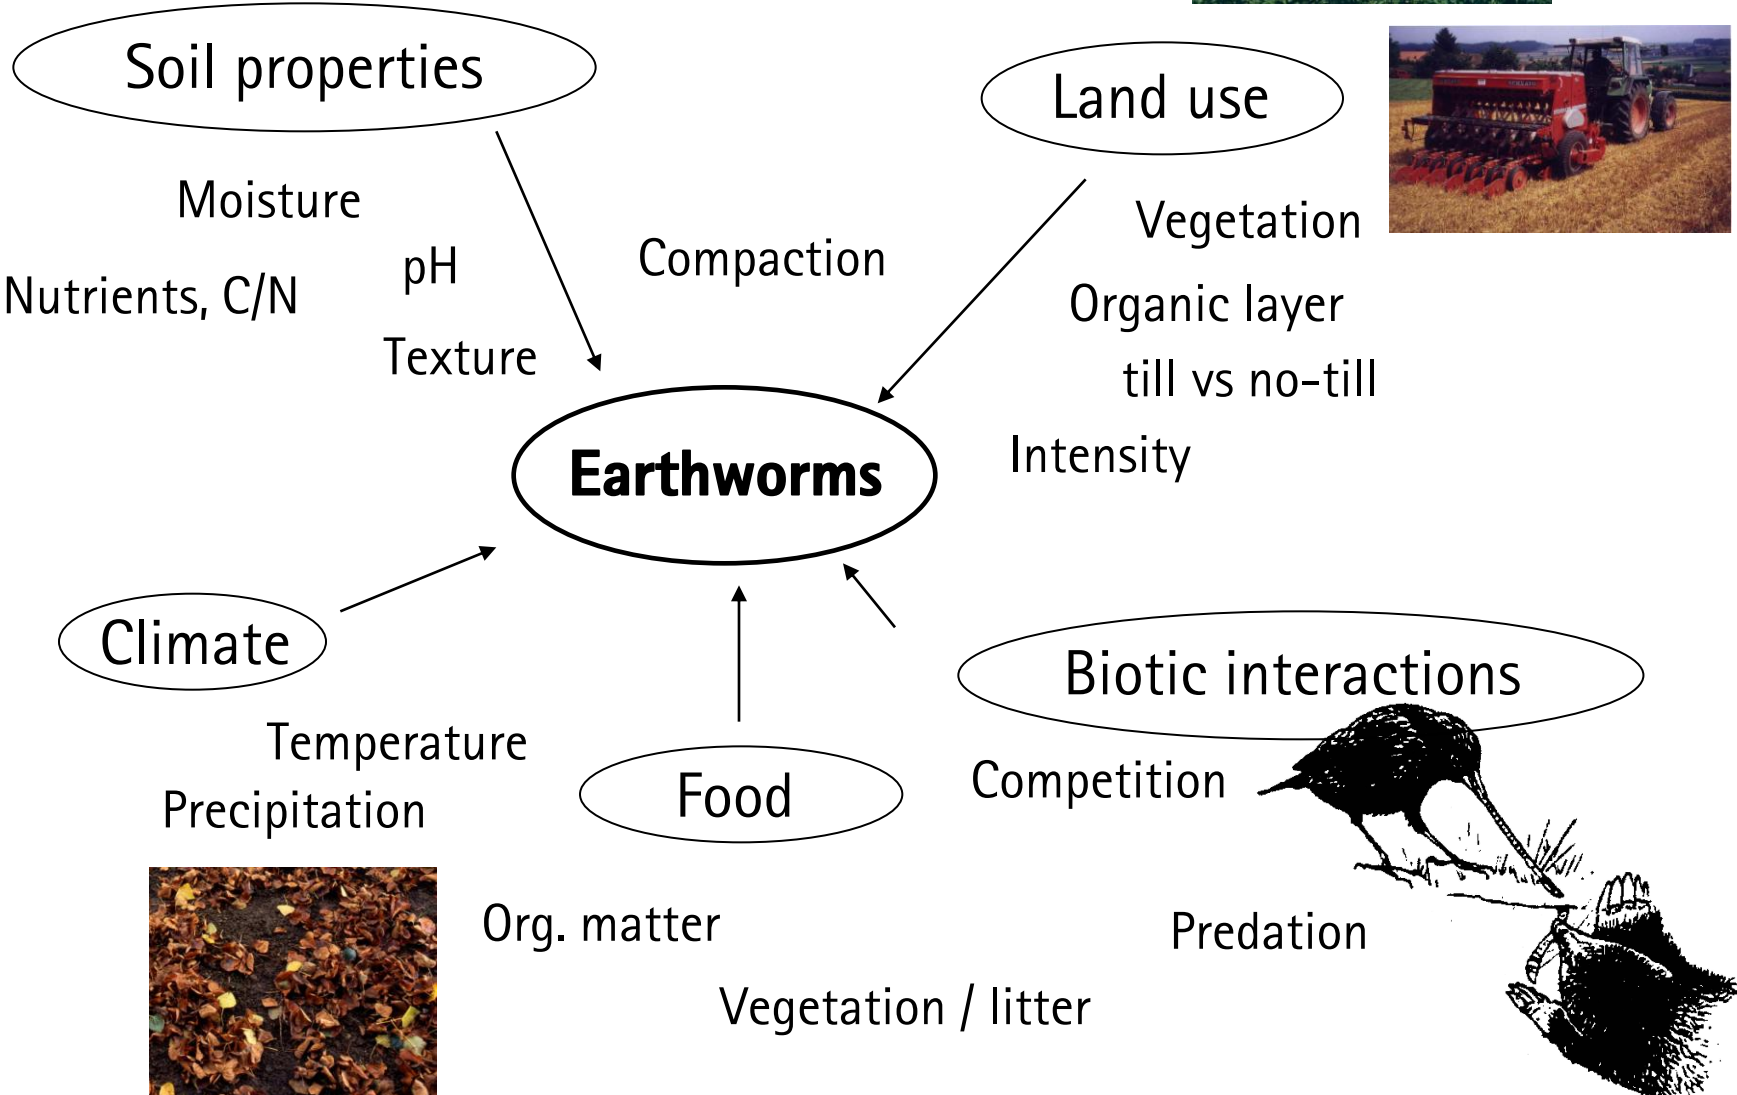 Soil properties
Land use
Moisture
Vegetation
Compaction
pH
Nutrients, C/N
Organic layer
Texture
till vs no-till
Intensity
Earthworms
Climate
Biotic interactions
Temperature
Competition
Food
Precipitation
Org. matter
Predation
Vegetation / litter